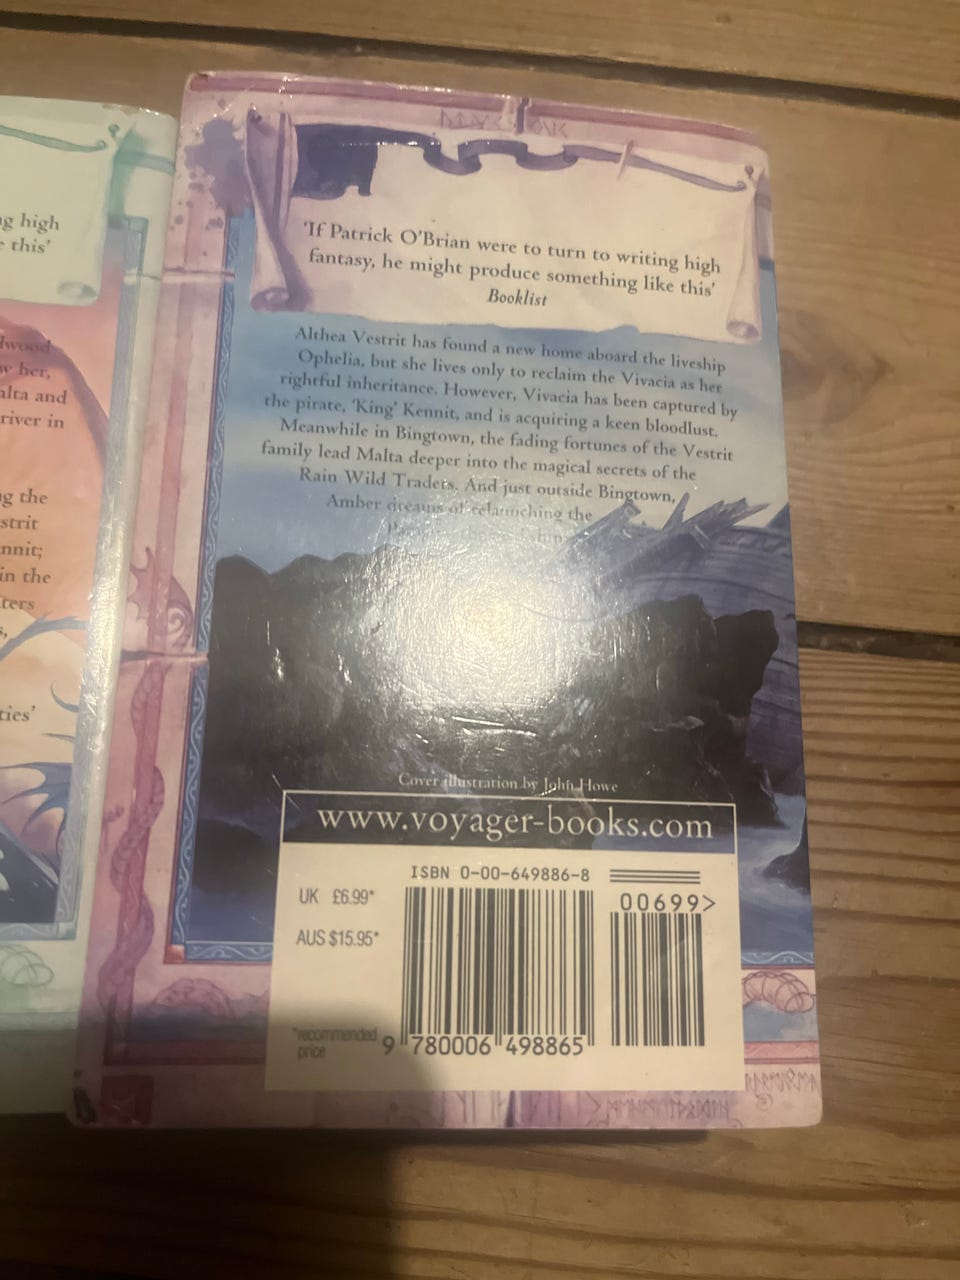 ng high
e this'
lwood
w her,
alta and
river in
ng the
strit
nnit;
in the
ters
s,
ties'
'If Patrick O'Brian were to turn to writing high
fantasy, he might produce something like this'
Booklist
Althea Vestrit has found a new home aboard the liveship
Ophelia, but she lives only to reclaim the Vivacia as her
rightful inheritance. However, Vivacia has been captured by
the pirate, 'King' Kennit, and is acquiring a keen bloodlust.
Meanwhile in Bingtown, the fading fortunes of the Vestrit
family lead Malta deeper into the magical secrets of the
Rain Wild Traders. And just outside Bingtown,
Amber dreams of relaunching the
Cover illustration by John Howe
www.voyager-books.com
ISBN 0-00-649886-8
UK £6.99*
AUS $15.95*
*recommended
price
00699>
9 780006 498865